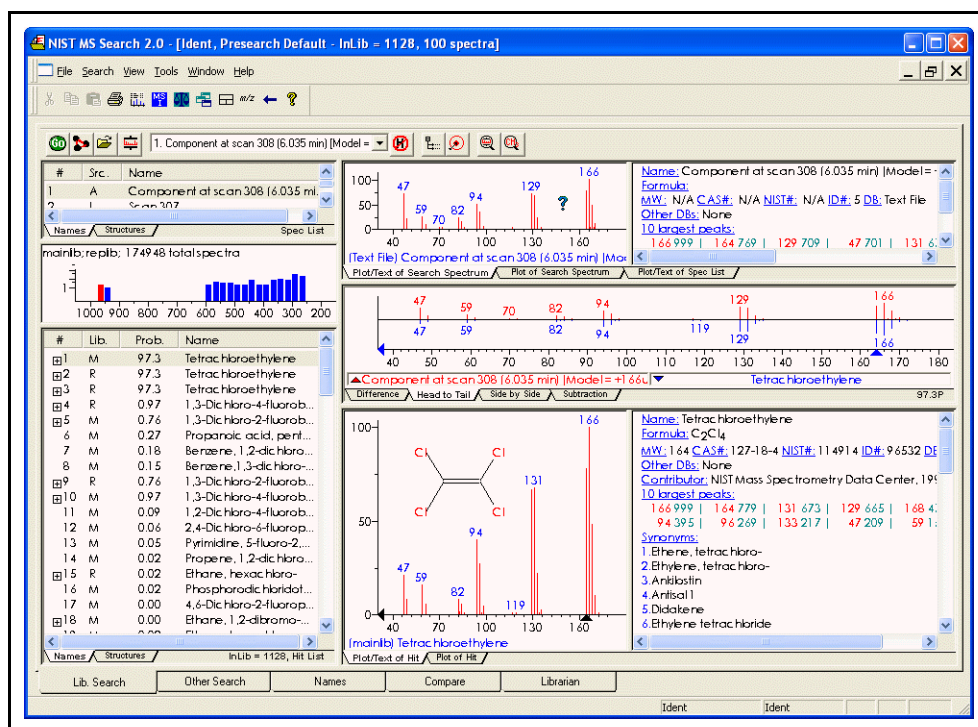 NIST MS Search 2.0 - [Ident, Presearch Default - InLib = 1128, 100 spectra]
File Search View Tools Window Help
m/z
GO 1. Component at scan 308 (6.035 min) [Model =
# Src. Name
1 A Component at scan 308 (6.035 mi.
Names Structures Spec List
mainlib; replib; 174948 total spectra
1
1000 900 800 700 600 500 400 300 200
# Lib. Prob. Name
1 M 97.3 Tetrachloroethylene
2 R 97.3 Tetrachloroethylene
3 R 97.3 Tetrachloroethylene
4 R 0.97 1,3-Dichloro-4-fluorob...
5 M 0.76 1,3-Dichloro-2-fluorob...
6 M 0.27 Propanoic acid, pent...
7 M 0.18 Benzene, 1,2-dichloro...
8 M 0.15 Benzene, 1,3-dichloro-...
9 R 0.76 1,3-Dichloro-2-fluorob...
10 M 0.97 1,3-Dichloro-4-fluorob...
11 M 0.09 1,2-Dichloro-4-fluorob...
12 M 0.06 2,4-Dichloro-6-fluorop...
13 M 0.05 Pyrimidine, 5-fluoro-2,...
14 M 0.02 Propene, 1,2-dichloro...
15 R 0.02 Ethane, hexachloro-
16 M 0.02 Phosphorodichloridot...
17 M 0.00 4,6-Dichloro-2-fluorop...
18 M 0.00 Ethane, 1,2-dibromo-...
Names Structures InLib = 1128, Hit List
100
50
0
47 59 70 82 94 129 ? 166
40 70 100 130 160
(Text File) Component at scan 308 (6.035 min) |Mo
Plot/Text of Search Spectrum Plot of Search Spectrum Plot/Text of Spec List
Name: Component at scan 308 (6.035 min) |Model= +
Formula:
MW: N/A CAS#: N/A NIST#: N/A ID#: 5 DB: Text File
Other DBs: None
10 largest peaks:
166 999 | 164 769 | 129 709 | 47 701 | 131 6
47 59 70 82 94 129 166
47 59 82 94 119 129 166
40 50 60 70 80 90 100 110 120 130 140 150 160 170 180
Component at scan 308 (6.035 min) |Model= +166u Tetrachloroethylene
Difference Head to Tail Side by Side Subtraction 97.3P
100
50
0
47 59 82 94 119 131 166
Cl Cl
Cl Cl
40 70 100 130 160
(mainlib) Tetrachloroethylene
Plot/Text of Hit Plot of Hit
Name: Tetrachloroethylene
Formula: C2Cl4
MW: 164 CAS#: 127-18-4 NIST#: 114914 ID#: 96532 DB
Other DBs: None
Contributor: NIST Mass Spectrometry Data Center, 199
10 largest peaks:
166 999 | 164 779 | 131 673 | 129 665 | 168 4
94 395 | 96 269 | 133 217 | 47 209 | 59 1
Synonyms:
1.Ethene, tetrachloro-
2.Ethylene, tetrachloro-
3.Ankilostin
4.Antisal 1
5.Didakene
6.Ethylene tetrachloride
Lib. Search Other Search Names Compare Librarian
Ident Ident